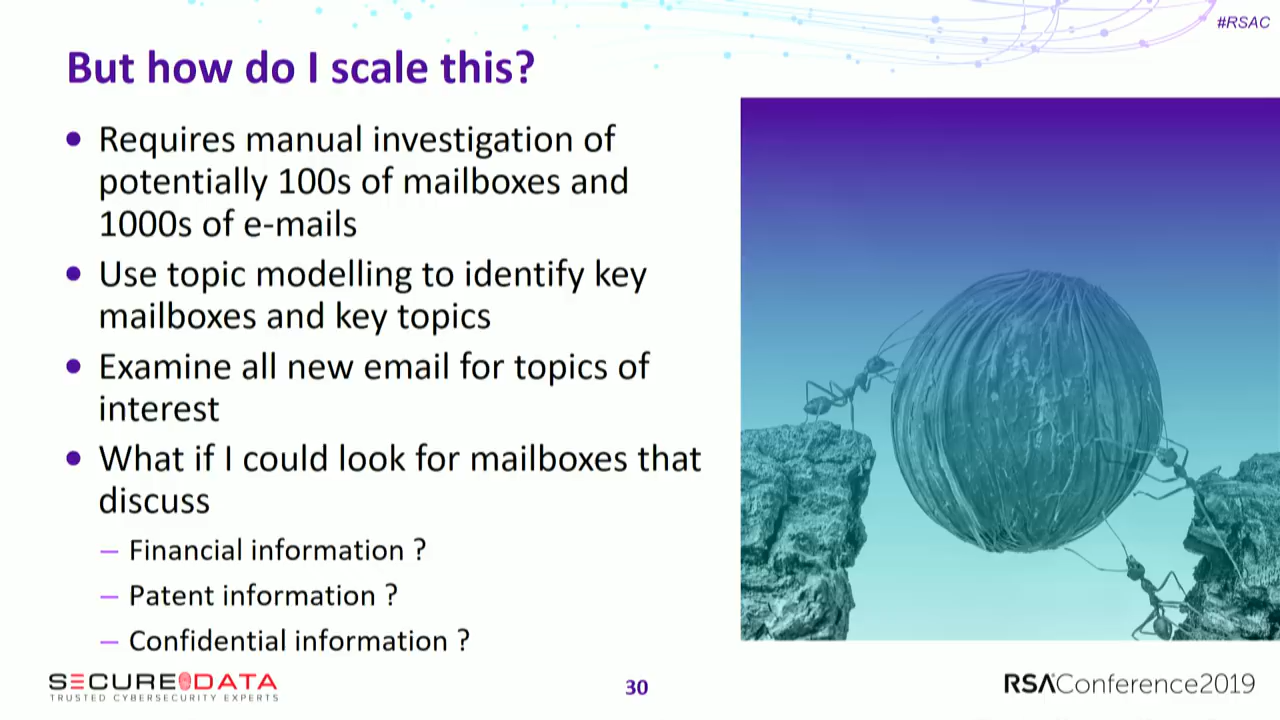 #RSAC
But how do I scale this?
• Requires manual investigation of
potentially 100s of mailboxes and
1000s of e-mails
• Use topic modelling to identify key
mailboxes and key topics
• Examine all new email for topics of
interest
• What if I could look for mailboxes that
discuss
– Financial information ?
– Patent information ?
– Confidential information ?
SECUREDATA
TRUSTED CYBERSECURITY EXPERTS
30
RSAConference2019